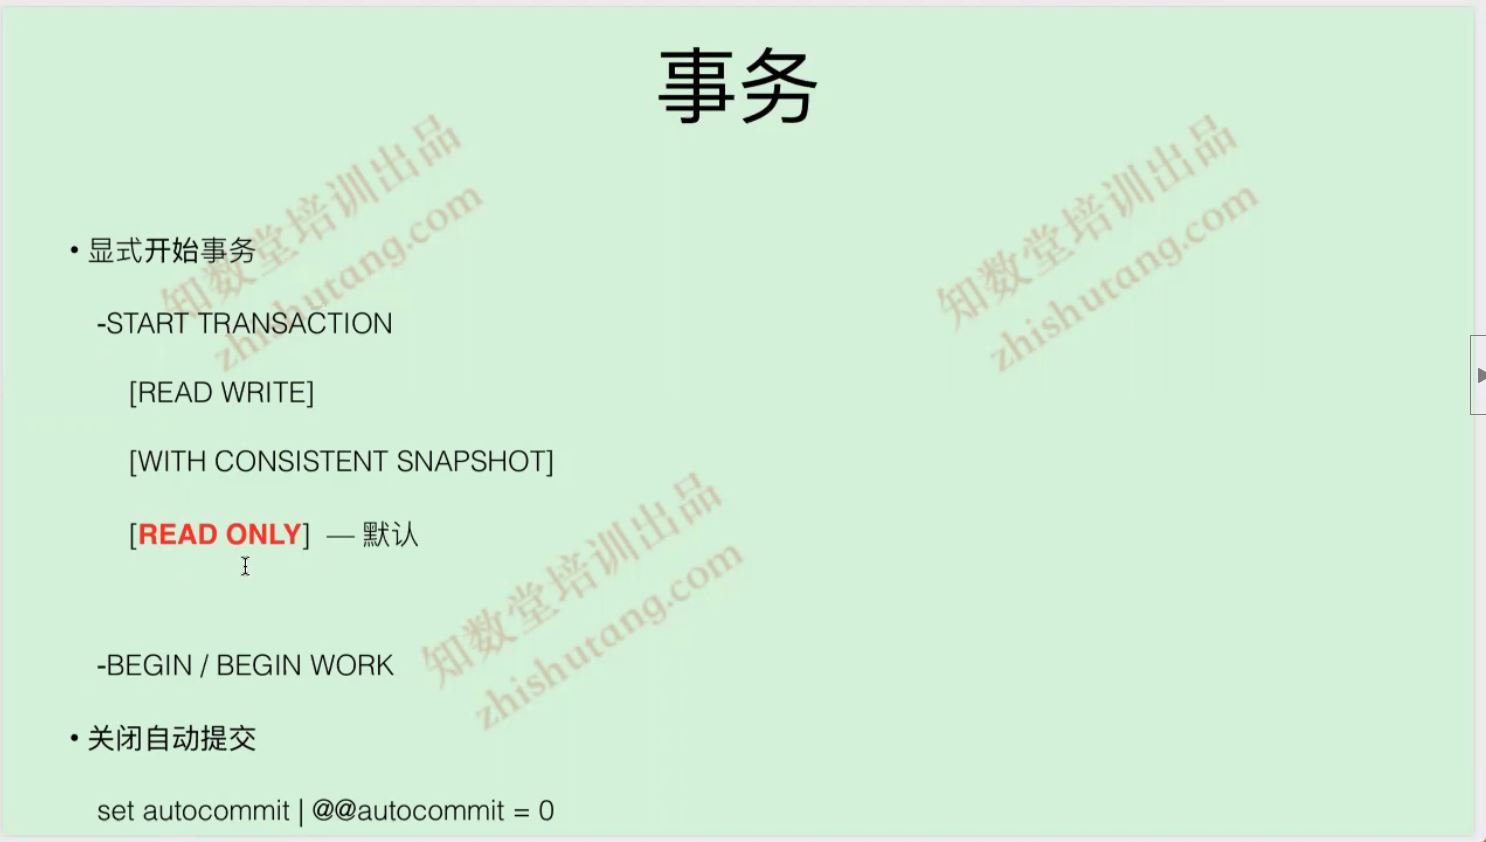 事务
知数堂培训出品
zhishutang.com
知数堂培训出品
zhishutang.com
• 显式开始事务
-START TRANSACTION
[READ WRITE]
[WITH CONSISTENT SNAPSHOT]
[READ ONLY] — 默认
知数堂培训出品
zhishutang.com
-BEGIN / BEGIN WORK
• 关闭自动提交
set autocommit | @@autocommit = 0